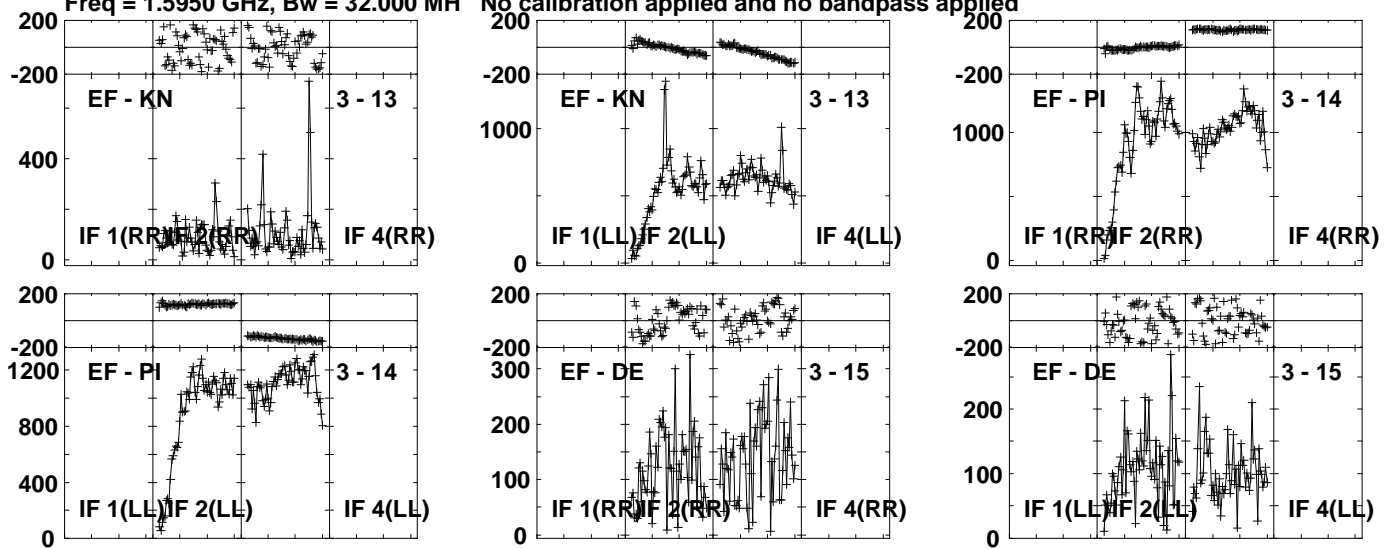 Freq = 1.5950 GHz, Bw = 32.000 MH No calibration applied and no bandpass applied
200
-200
EF - KN 3 - 13
400
IF 1(RR) IF 2(RR) IF 4(RR)
0
200
-200
EF - KN 3 - 13
1000
IF 1(LL) IF 2(LL) IF 4(LL)
0
200
-200
EF - PI 3 - 14
1000
IF 1(RR) IF 2(RR) IF 4(RR)
0
200
-200
1200
EF - PI 3 - 14
800
400
IF 1(LL) IF 2(LL) IF 4(LL)
0
200
-200
300
EF - DE 3 - 15
200
100
IF 1(RR) IF 2(RR) IF 4(RR)
0
200
-200
EF - DE 3 - 15
200
100
IF 1(LL) IF 2(LL) IF 4(LL)
0